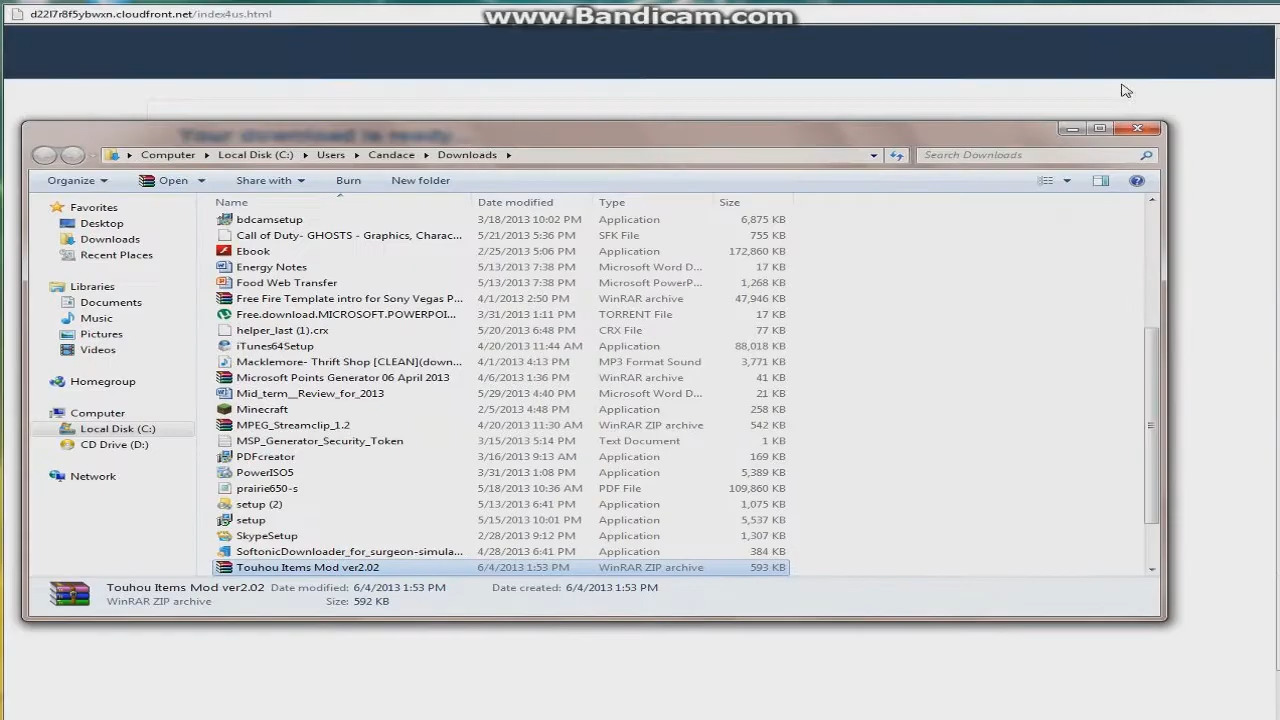 d22l7r8f5ybwxn.cloudfront.net/index4us.html
www.Bandicam.com
Your download is ready...
Computer Local Disk (C:) Users Candace Downloads Search Downloads
Organize Open Share with Burn New folder
Name Date modified Type Size
Favorites
Desktop
Downloads
Recent Places
Libraries
Documents
Music
Pictures
Videos
Homegroup
Computer
Local Disk (C:)
CD Drive (D:)
Network
bdcamsetup 3/18/2013 10:02 PM Application 6,875 KB
Call of Duty- GHOSTS - Graphics, Charac... 5/21/2013 5:36 PM SFK File 755 KB
Ebook 2/25/2013 5:06 PM Application 172,860 KB
Energy Notes 5/13/2013 7:38 PM Microsoft Word D... 17 KB
Food Web Transfer 5/13/2013 7:38 PM Microsoft PowerP... 1,268 KB
Free Fire Template intro for Sony Vegas P... 4/1/2013 2:50 PM WinRAR archive 47,946 KB
Free.download.MICROSOFT.POWERPOI... 3/31/2013 1:11 PM TORRENT File 17 KB
helper_last (1).crx 5/20/2013 6:48 PM CRX File 77 KB
iTunes64Setup 4/20/2013 11:44 AM Application 88,018 KB
Macklemore- Thrift Shop [CLEAN](down... 4/1/2013 4:13 PM MP3 Format Sound 3,771 KB
Microsoft Points Generator 06 April 2013 4/6/2013 1:36 PM WinRAR archive 41 KB
Mid_term__Review_for_2013 5/29/2013 4:40 PM Microsoft Word D... 21 KB
Minecraft 2/5/2013 4:48 PM Application 258 KB
MPEG_Streamclip_1.2 4/20/2013 11:30 AM WinRAR ZIP archive 542 KB
MSP_Generator_Security_Token 3/15/2013 5:14 PM Text Document 1 KB
PDFcreator 3/16/2013 9:13 AM Application 169 KB
PowerISO5 3/31/2013 1:08 PM Application 5,389 KB
prairie650-s 5/18/2013 10:36 AM PDF File 109,860 KB
setup (2) 5/13/2013 6:41 PM Application 1,075 KB
setup 5/15/2013 10:01 PM Application 5,537 KB
SkypeSetup 2/28/2013 9:12 PM Application 1,307 KB
SoftonicDownloader_for_surgeon-simula... 4/28/2013 6:41 PM Application 384 KB
Touhou Items Mod ver2.02 6/4/2013 1:53 PM WinRAR ZIP archive 593 KB
Touhou Items Mod ver2.02 Date modified: 6/4/2013 1:53 PM Date created: 6/4/2013 1:53 PM
WinRAR ZIP archive Size: 592 KB